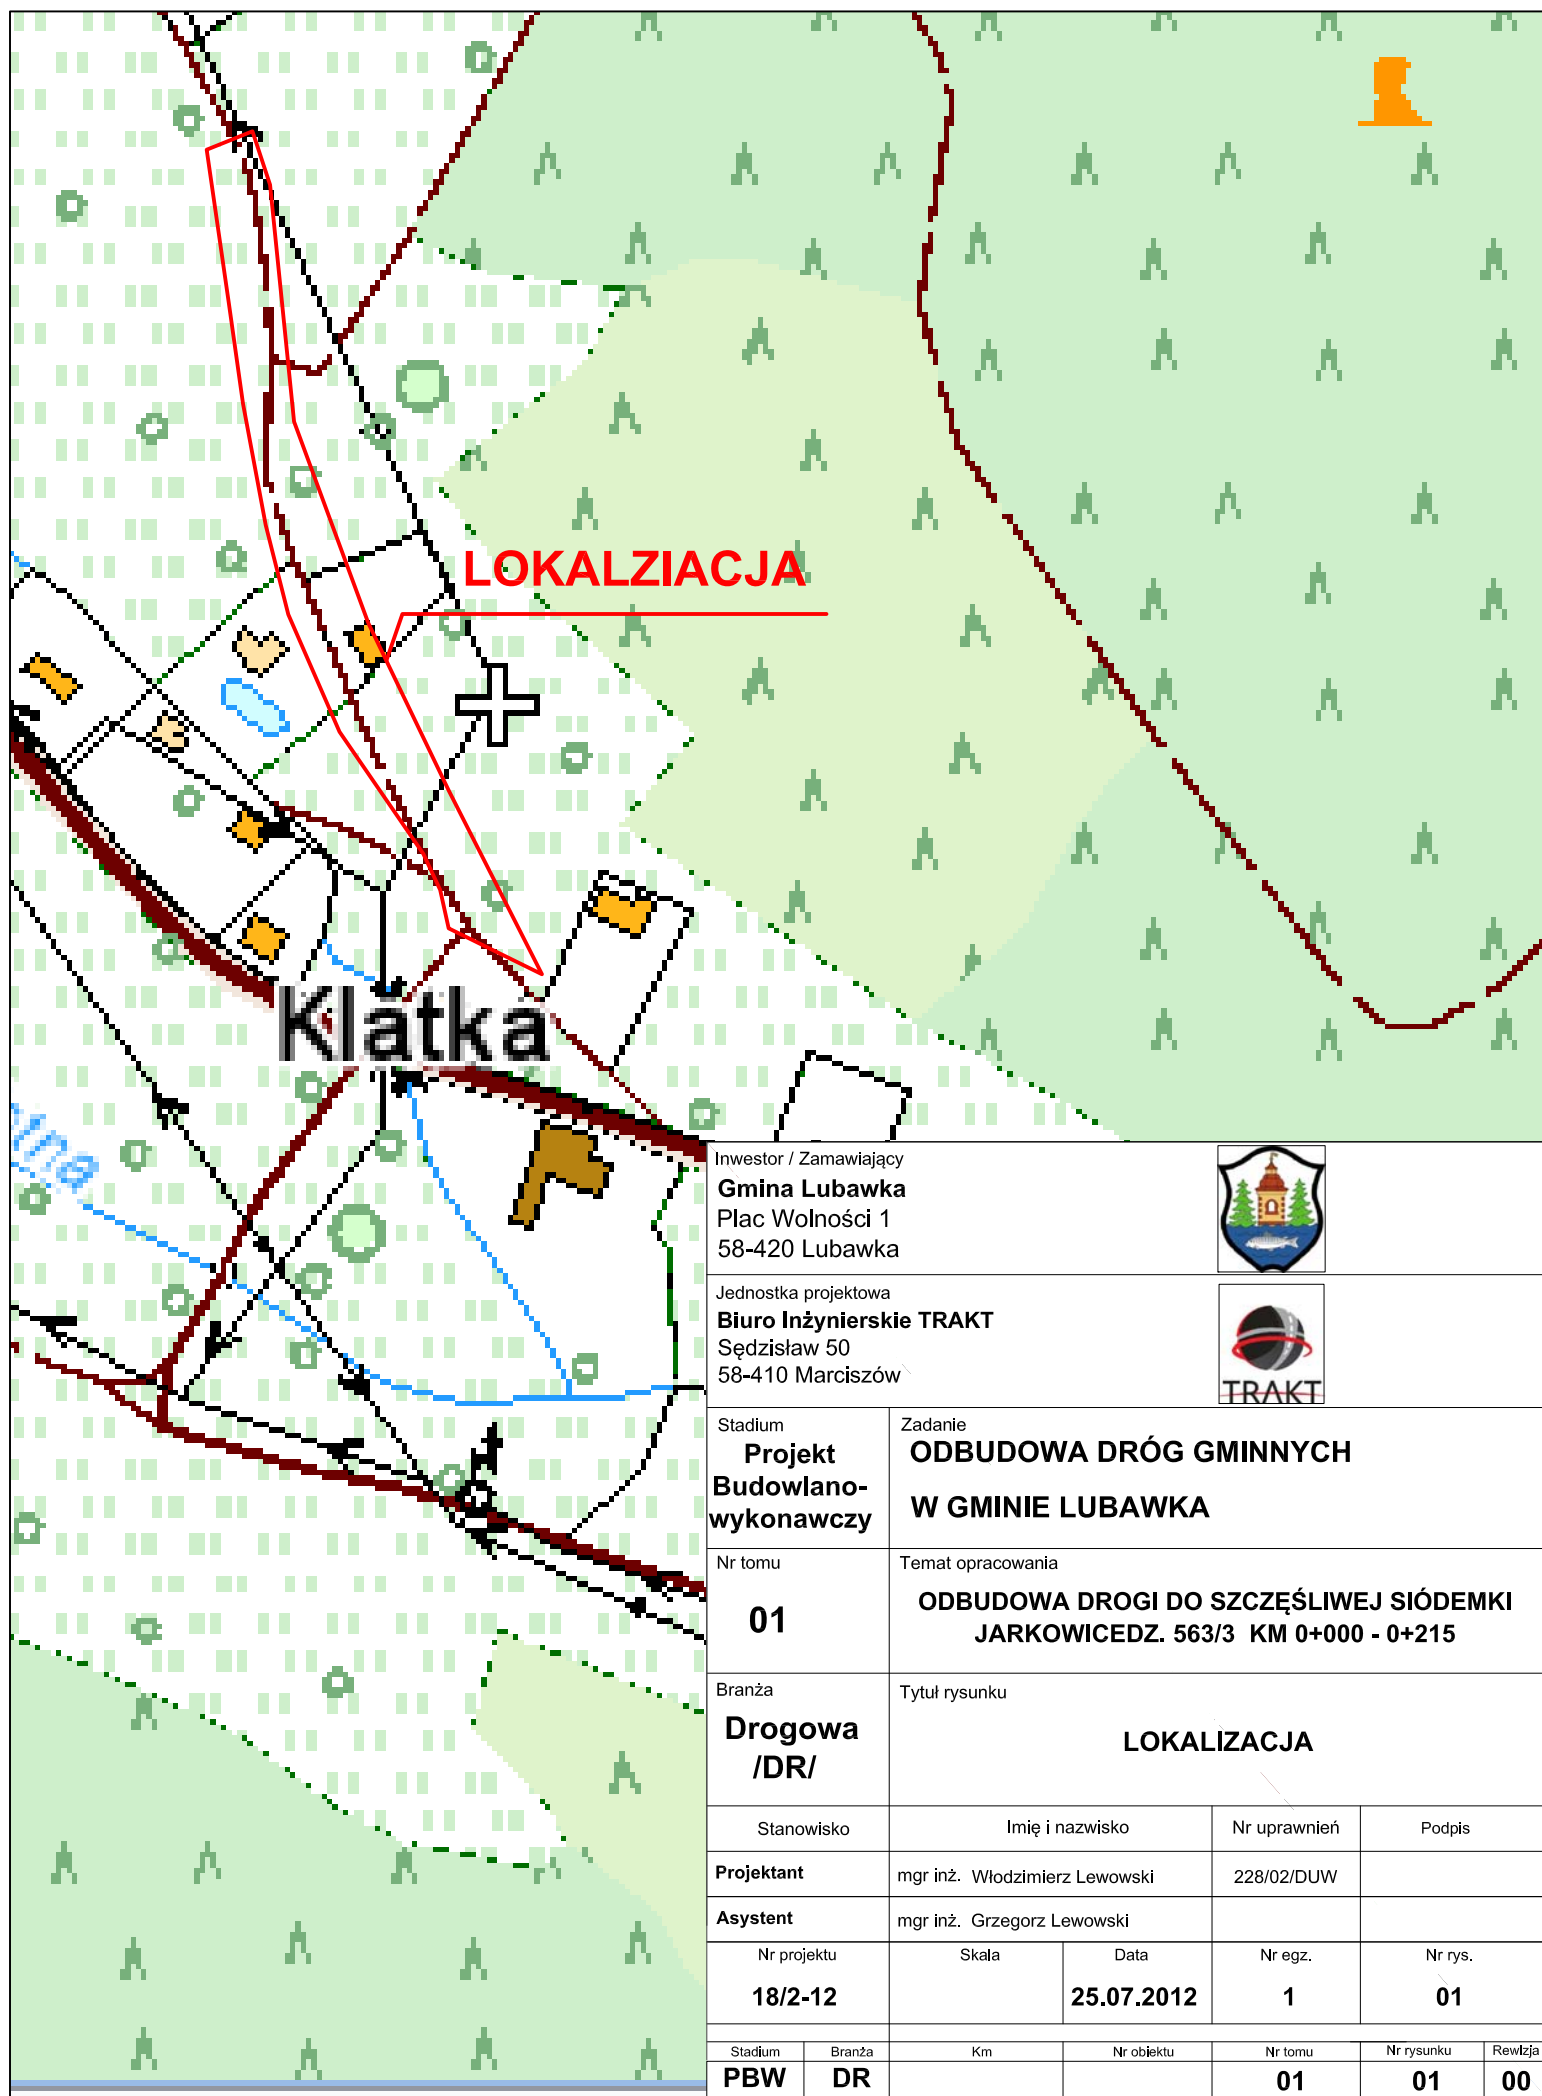 LOKALZIACJA
Klatka
Inwestor / Zamawiający
Gmina Lubawka
Plac Wolności 1
58-420 Lubawka
Jednostka projektowa
Biuro Inżynierskie TRAKT
Sędzisław 50
58-410 Marciszów
TRAKT
Stadium
Projekt
Budowlano-
wykonawczy
Zadanie
ODBUDOWA DRÓG GMINNYCH
W GMINIE LUBAWKA
Nr tomu
01
Temat opracowania
ODBUDOWA DROGI DO SZCZĘŚLIWEJ SIÓDEMKI
JARKOWICEDZ. 563/3 KM 0+000 - 0+215
Branża
Drogowa
/DR/
Tytuł rysunku
LOKALIZACJA
Stanowisko Imię i nazwisko Nr uprawnień Podpis
Projektant mgr inż. Włodzimierz Lewowski 228/02/DUW
Asystent mgr inż. Grzegorz Lewowski
Nr projektu Skala Data Nr egz. Nr rys.
18/2-12 25.07.2012 1 01
Stadium Branża Km Nr obiektu Nr tomu Nr rysunku Rewizja
PBW DR 01 01 00